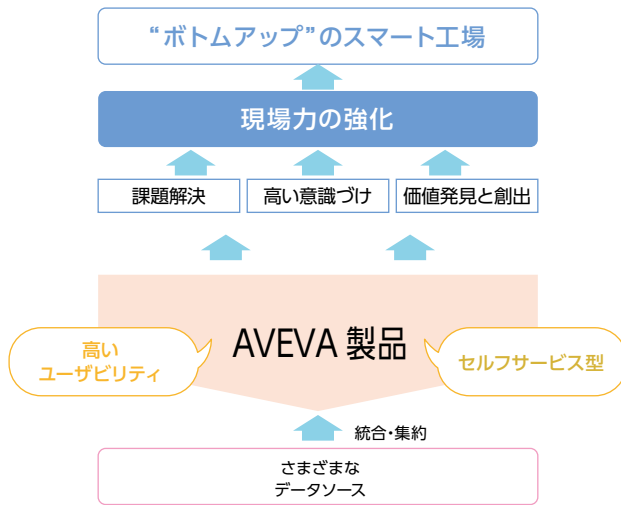 “ボトムアップ”のスマート工場
現場力の強化
課題解決
高い意識づけ
価値発見と創出
AVEVA 製品
高い
ユーザビリティ
セルフサービス型
統合・集約
さまざまな
データソース